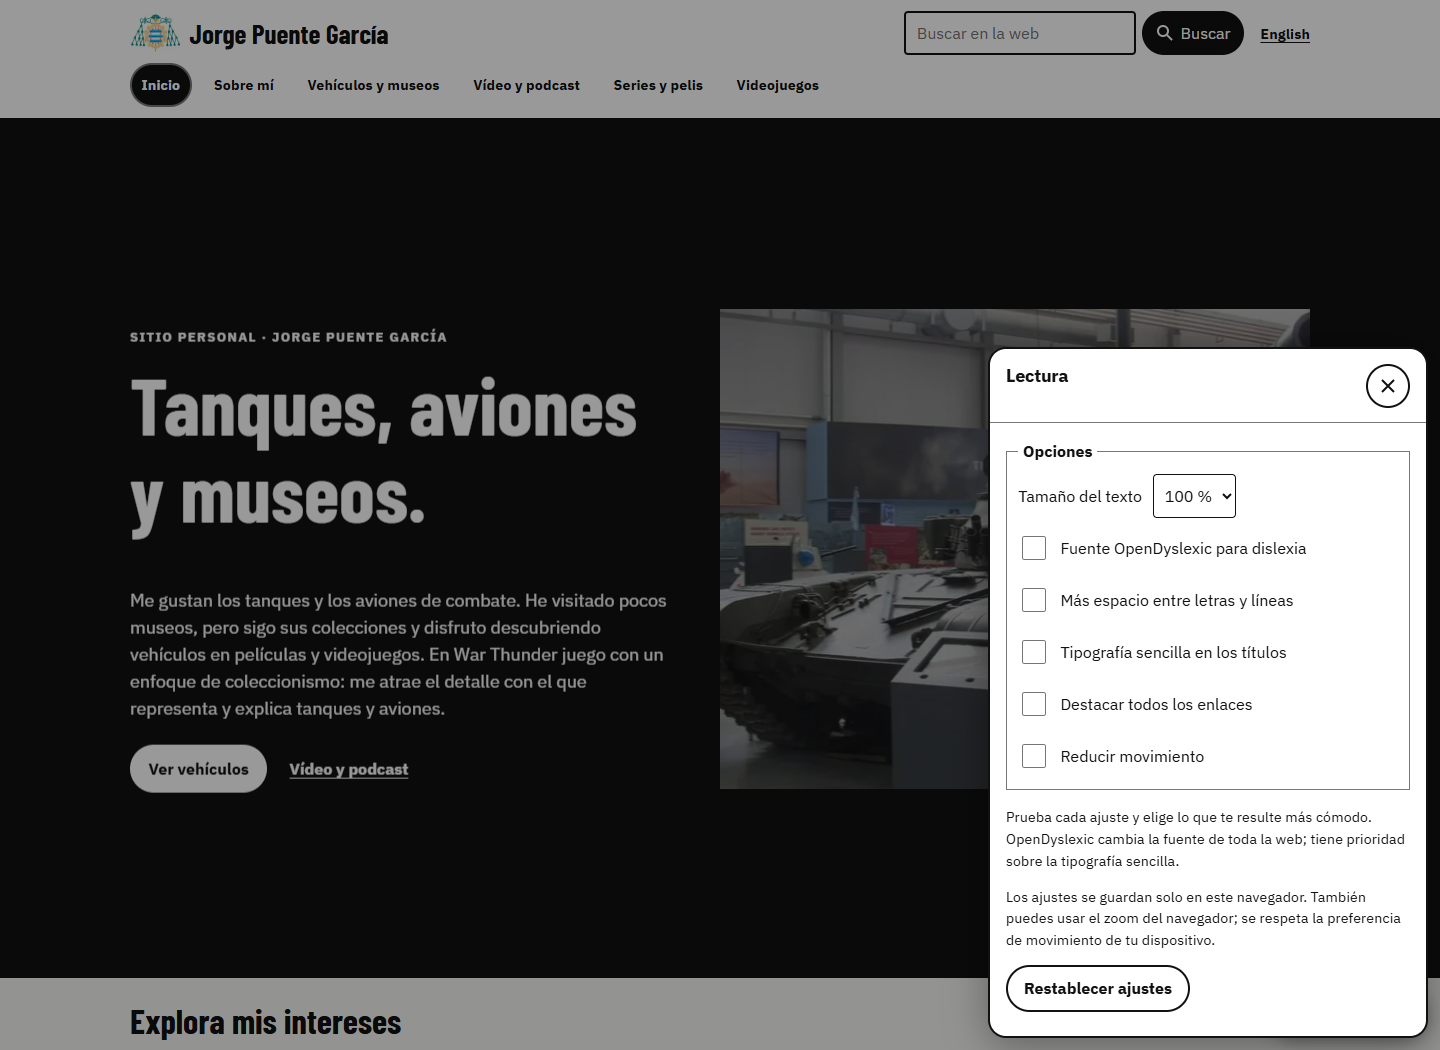 Jorge Puente García
Buscar en la web
Buscar
English
Inicio
Sobre mí
Vehículos y museos
Vídeo y podcast
Series y pelis
Videojuegos
SITIO PERSONAL · JORGE PUENTE GARCÍA
Tanques, aviones
y museos.
Me gustan los tanques y los aviones de combate. He visitado pocos
museos, pero sigo sus colecciones y disfruto descubriendo
vehículos en películas y videojuegos. En War Thunder juego con un
enfoque de coleccionismo: me atrae el detalle con el que
representa y explica tanques y aviones.
Ver vehículos
Vídeo y podcast
Explora mis intereses
Lectura
Opciones
Tamaño del texto
100 %
Fuente OpenDyslexic para dislexia
Más espacio entre letras y líneas
Tipografía sencilla en los títulos
Destacar todos los enlaces
Reducir movimiento
Prueba cada ajuste y elige lo que te resulte más cómodo.
OpenDyslexic cambia la fuente de toda la web; tiene prioridad
sobre la tipografía sencilla.
Los ajustes se guardan solo en este navegador. También
puedes usar el zoom del navegador; se respeta la preferencia
de movimiento de tu dispositivo.
Restablecer ajustes